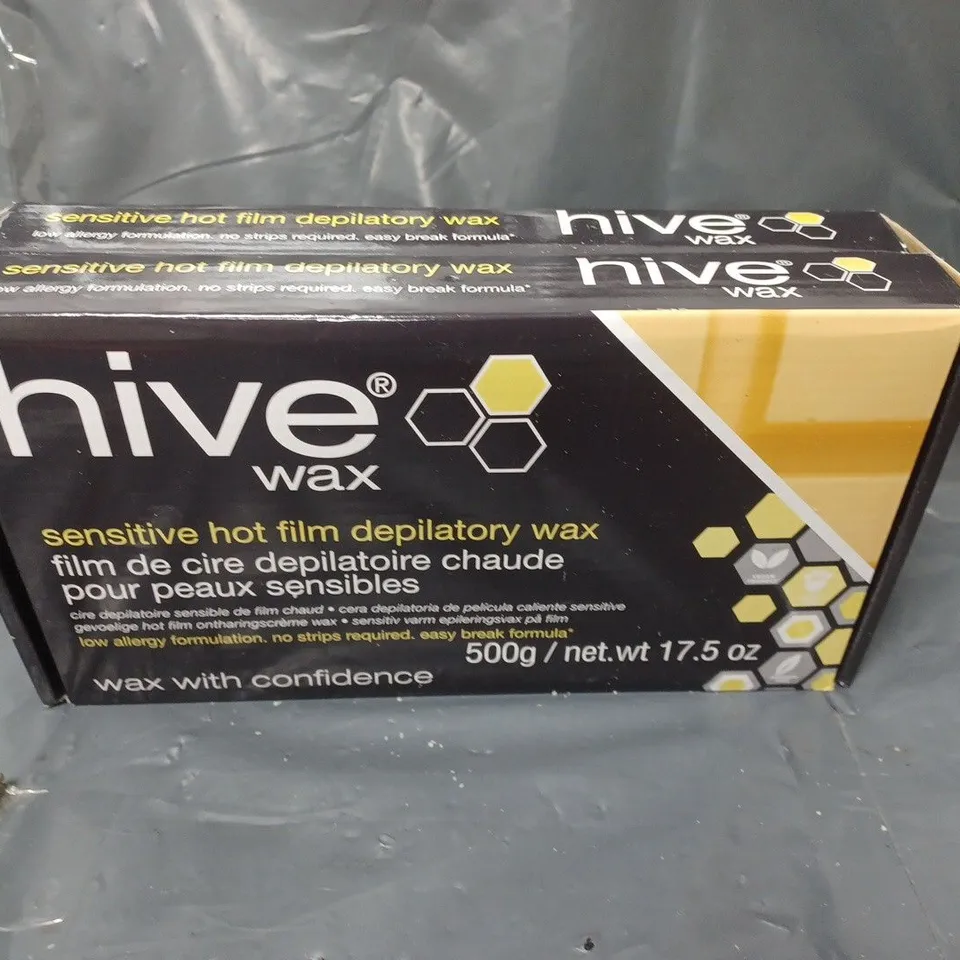 sensitive hot film depilatory wax
low allergy formulation. no strips required. easy break formula*
hive®
wax
sensitive hot film depilatory wax
low allergy formulation. no strips required. easy break formula*
hive®
wax
hive®
wax
sensitive hot film depilatory wax
film de cire depilatoire chaude
pour peaux sensibles
cire depilatoire sensible de film chaud • cera depilatoria de película caliente sensitive
gevoelige hot film ontharingscrème wax • sensitiv varm epileringsvax på film
low allergy formulation. no strips required. easy break formula*
500g / net.wt 17.5 oz
wax with confidence